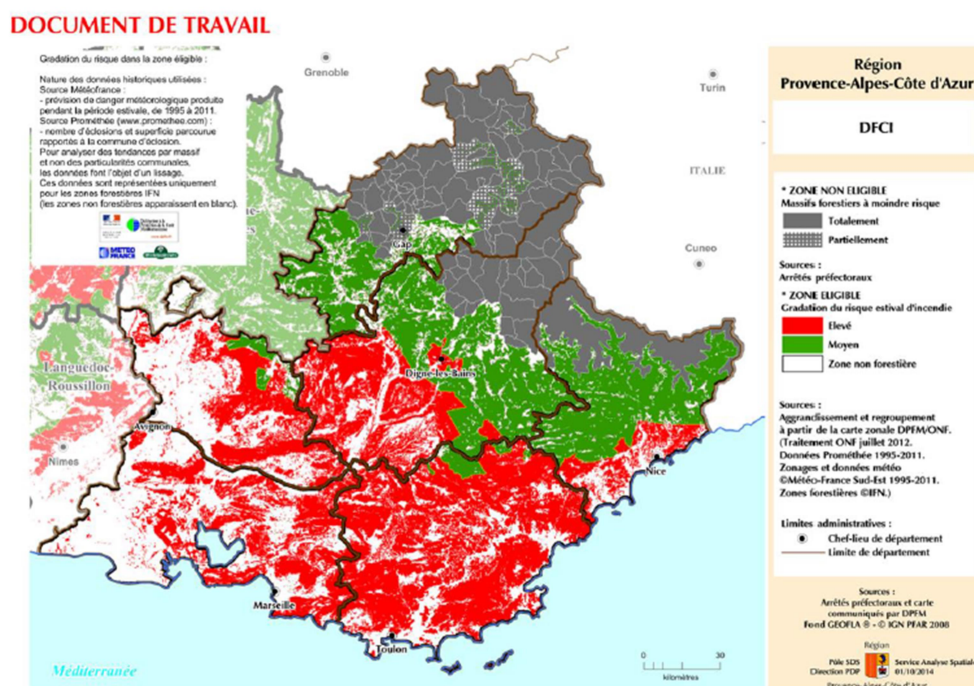 DOCUMENT DE TRAVAIL
Gradation du risque dans la zone éligible :
Nature des données historiques utilisées :
Source Météofrance :
- prévision de danger météorologique produite
pendant la période estivale, de 1995 à 2011.
Source Prométhée (www.promethee.com) :
- nombre d'éclosions et superficie parcourue
rapportés à la commune d'éclosion.
Pour analyser des tendances par massif
et non des particularités communales,
les données font l'objet d'un lissage.
Ces données sont représentées uniquement
pour les zones forestières IFN
(les zones non forestières apparaissent en blanc).
METEO
FRANCE
Grenoble
Turin
ITALIE
Cuneo
Gap
Digne-les-Bains
Languedoc-
Roussillon
Avignon
Nîmes
Nice
Marseille
Toulon
Méditerranée
0 30
kilomètres
Région
Provence-Alpes-Côte d'Azur
DFCI
* ZONE NON ELIGIBLE
Massifs forestiers à moindre risque
Totalement
Partiellement
Sources :
Arrêtés préfectoraux
* ZONE ELIGIBLE
Gradation du risque estival d'incendie
Elevé
Moyen
Zone non forestière
Sources :
Aggrandissement et regroupement
à partir de la carte zonale DPFM/ONF.
(Traitement ONF juillet 2012.
Données Prométhée 1995-2011.
Zonages et données météo
©Météo-France Sud-Est 1995-2011.
Zones forestières ©IFN.)
Limites administratives :
Chef-lieu de département
Limite de département
Sources :
Arrêtés préfectoraux et carte
communiqués par DPFM
Fond GEOFLA ® - © IGN PFAR 2008
Région
Pôle SDS
Direction PDP
Service Analyse Spatiale
01/10/2014
Provence-Alpes-Côte d'Azur